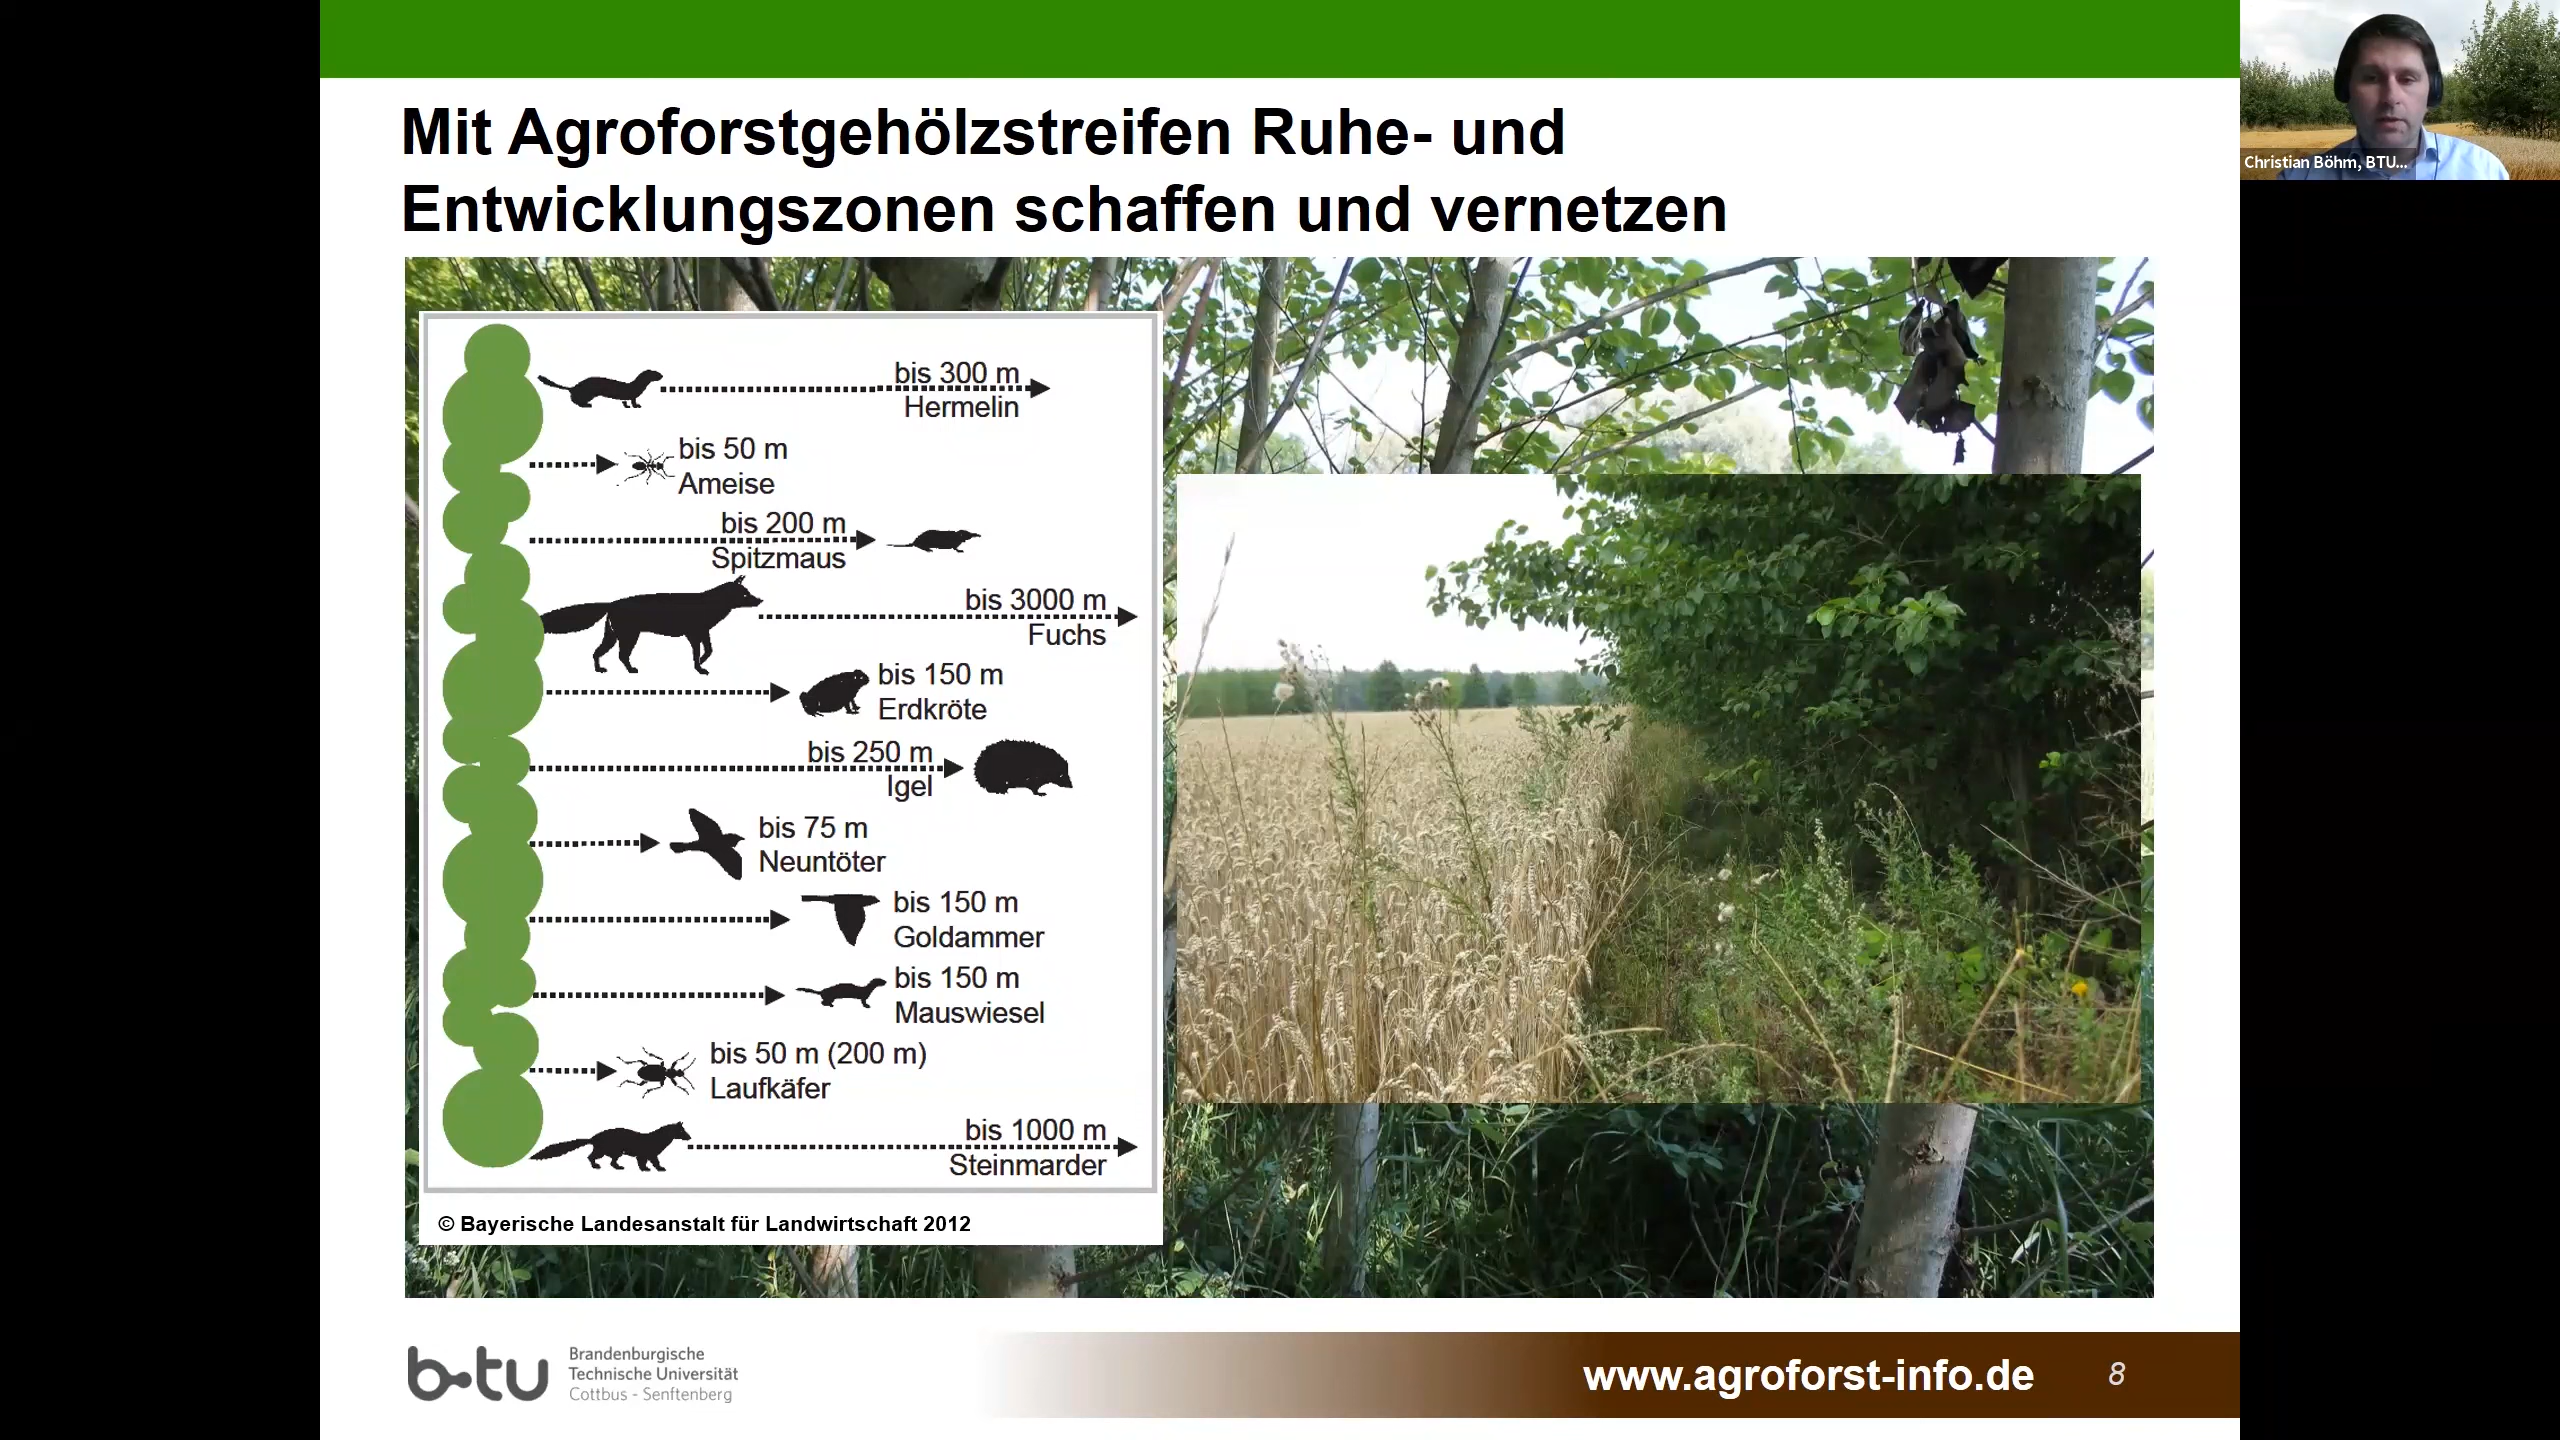 Mit Agroforstgehölzstreifen Ruhe- und
Entwicklungszonen schaffen und vernetzen
Christian Böhm, BTU...
bis 300 m
Hermelin
bis 50 m
Ameise
bis 200 m
Spitzmaus
bis 3000 m
Fuchs
bis 150 m
Erdkröte
bis 250 m
Igel
bis 75 m
Neuntöter
bis 150 m
Goldammer
bis 150 m
Mauswiesel
bis 50 m (200 m)
Laufkäfer
bis 1000 m
Steinmarder
© Bayerische Landesanstalt für Landwirtschaft 2012
b-tu
Brandenburgische
Technische Universität
Cottbus - Senftenberg
www.agroforst-info.de
8